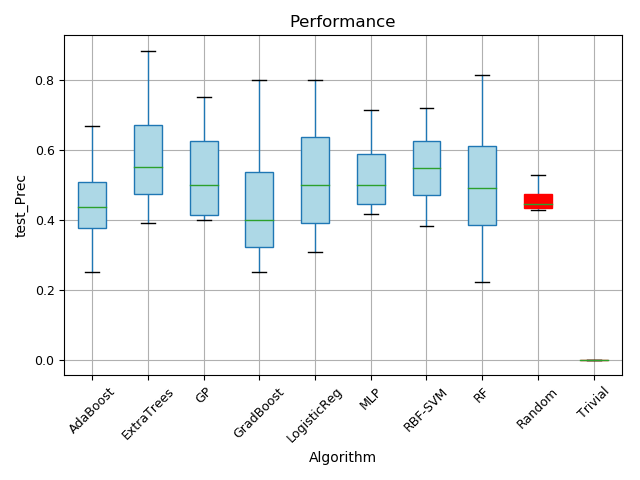 Performance
test_Prec
0.8
0.6
0.4
0.2
0.0
AdaBoost
ExtraTrees
GP
GradBoost
LogisticReg
MLP
RBF-SVM
RF
Random
Trivial
Algorithm